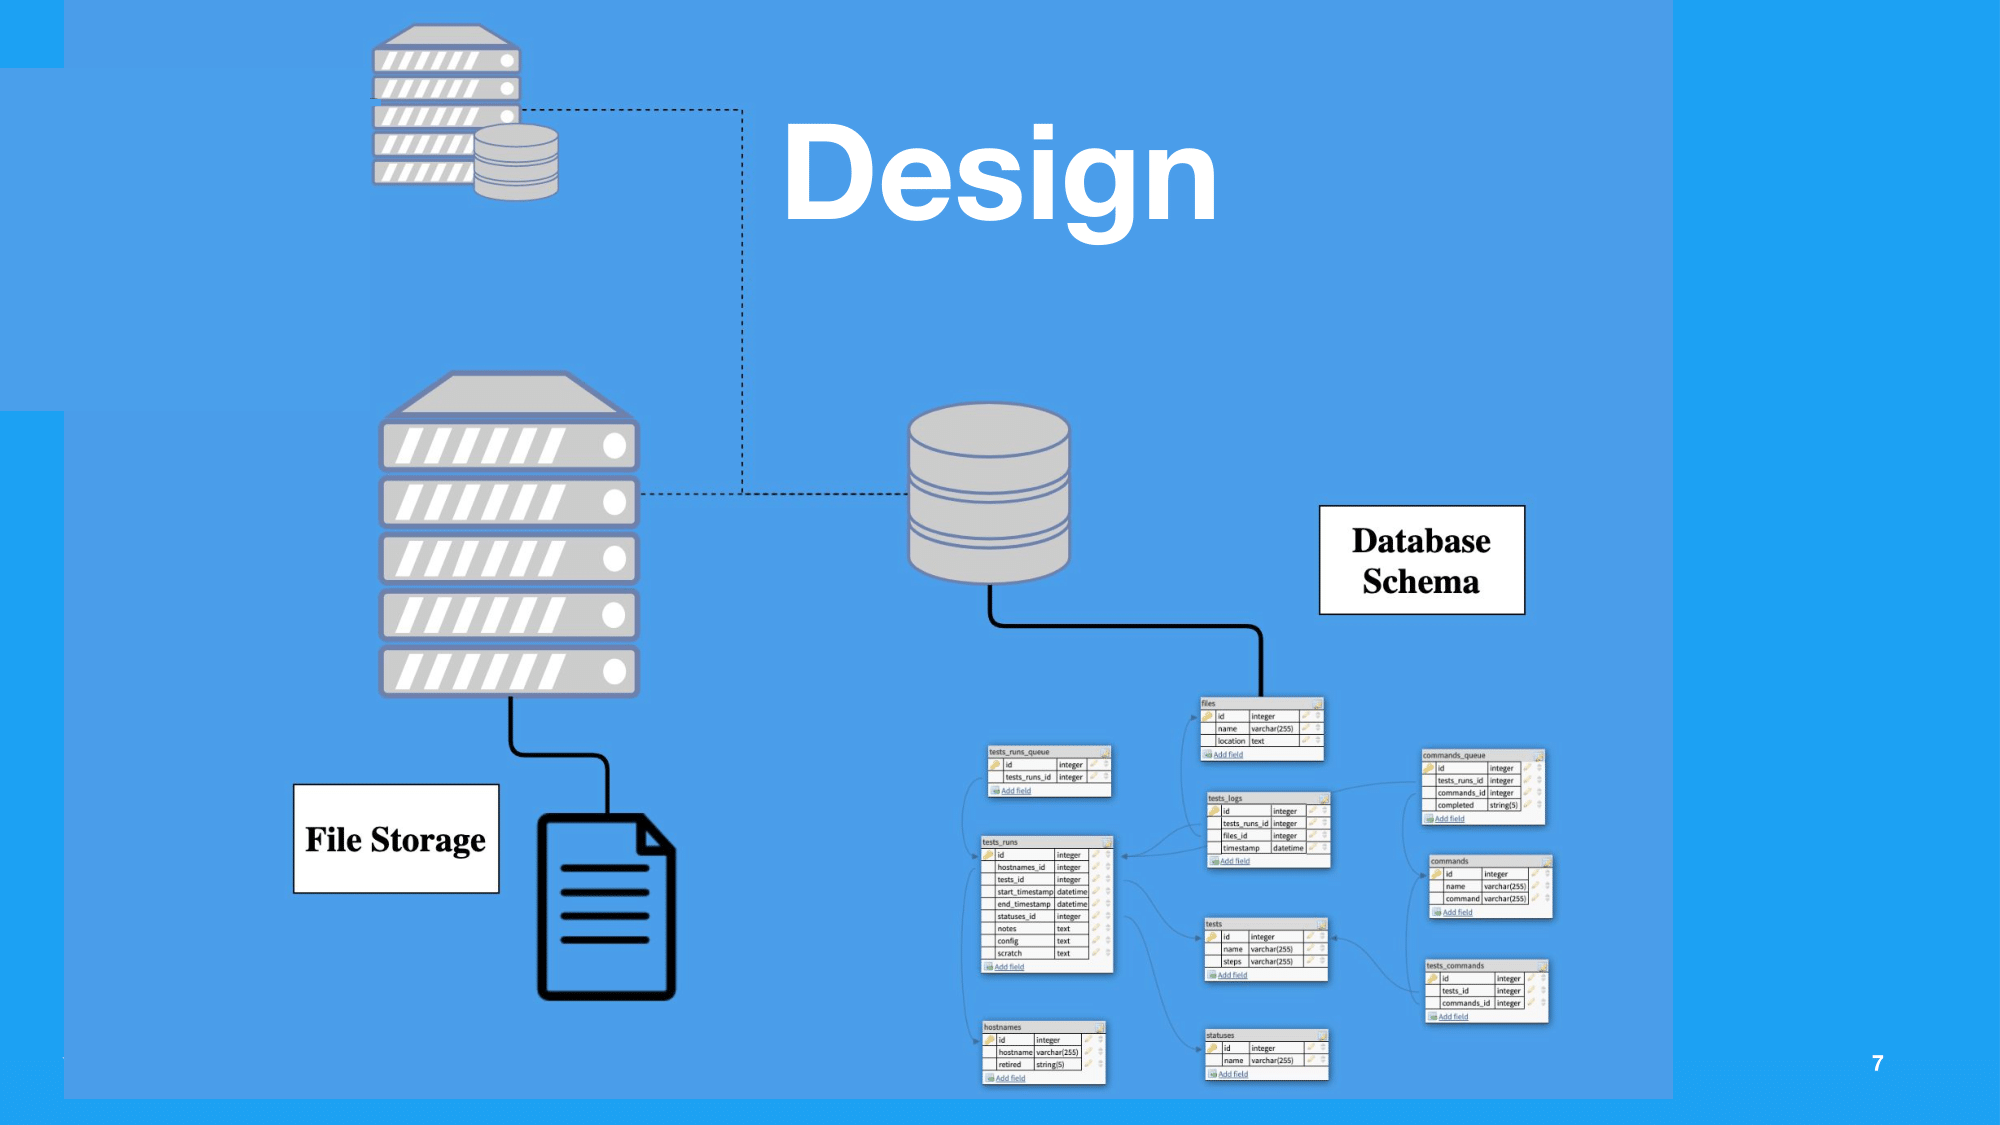 Design
Database
Schema
File Storage
files
id integer
name varchar(255)
location text
Add field
tests_runs_queue
id integer
tests_runs_id integer
Add field
commands_queue
id integer
tests_runs_id integer
commands_id integer
completed string(5)
Add field
tests_logs
id integer
tests_runs_id integer
files_id integer
timestamp datetime
Add field
tests_runs
id integer
hostnames_id integer
tests_id integer
start_timestamp datetime
end_timestamp datetime
statuses_id integer
notes text
config text
scratch text
Add field
commands
id integer
name varchar(255)
command varchar(255)
Add field
tests
id integer
name varchar(255)
steps varchar(255)
Add field
tests_commands
id integer
tests_id integer
commands_id integer
Add field
hostnames
id integer
hostname varchar(255)
retired string(5)
Add field
statuses
id integer
name varchar(255)
Add field
7